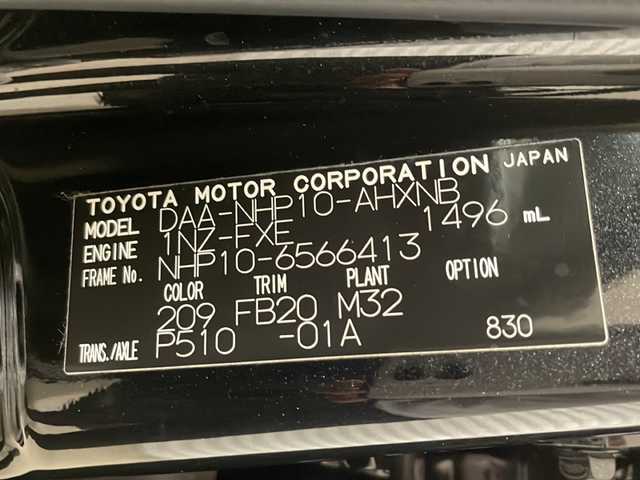 TOYOTA MOTOR CORPORATION JAPAN
MODEL DAA-NHP10-AHXNB
ENGINE 1NZ-FXE 1496 mL
FRAME No. NHP10-6566413
COLOR TRIM PLANT OPTION
209 FB20 M32
TRANS./AXLE P510 -01A 830